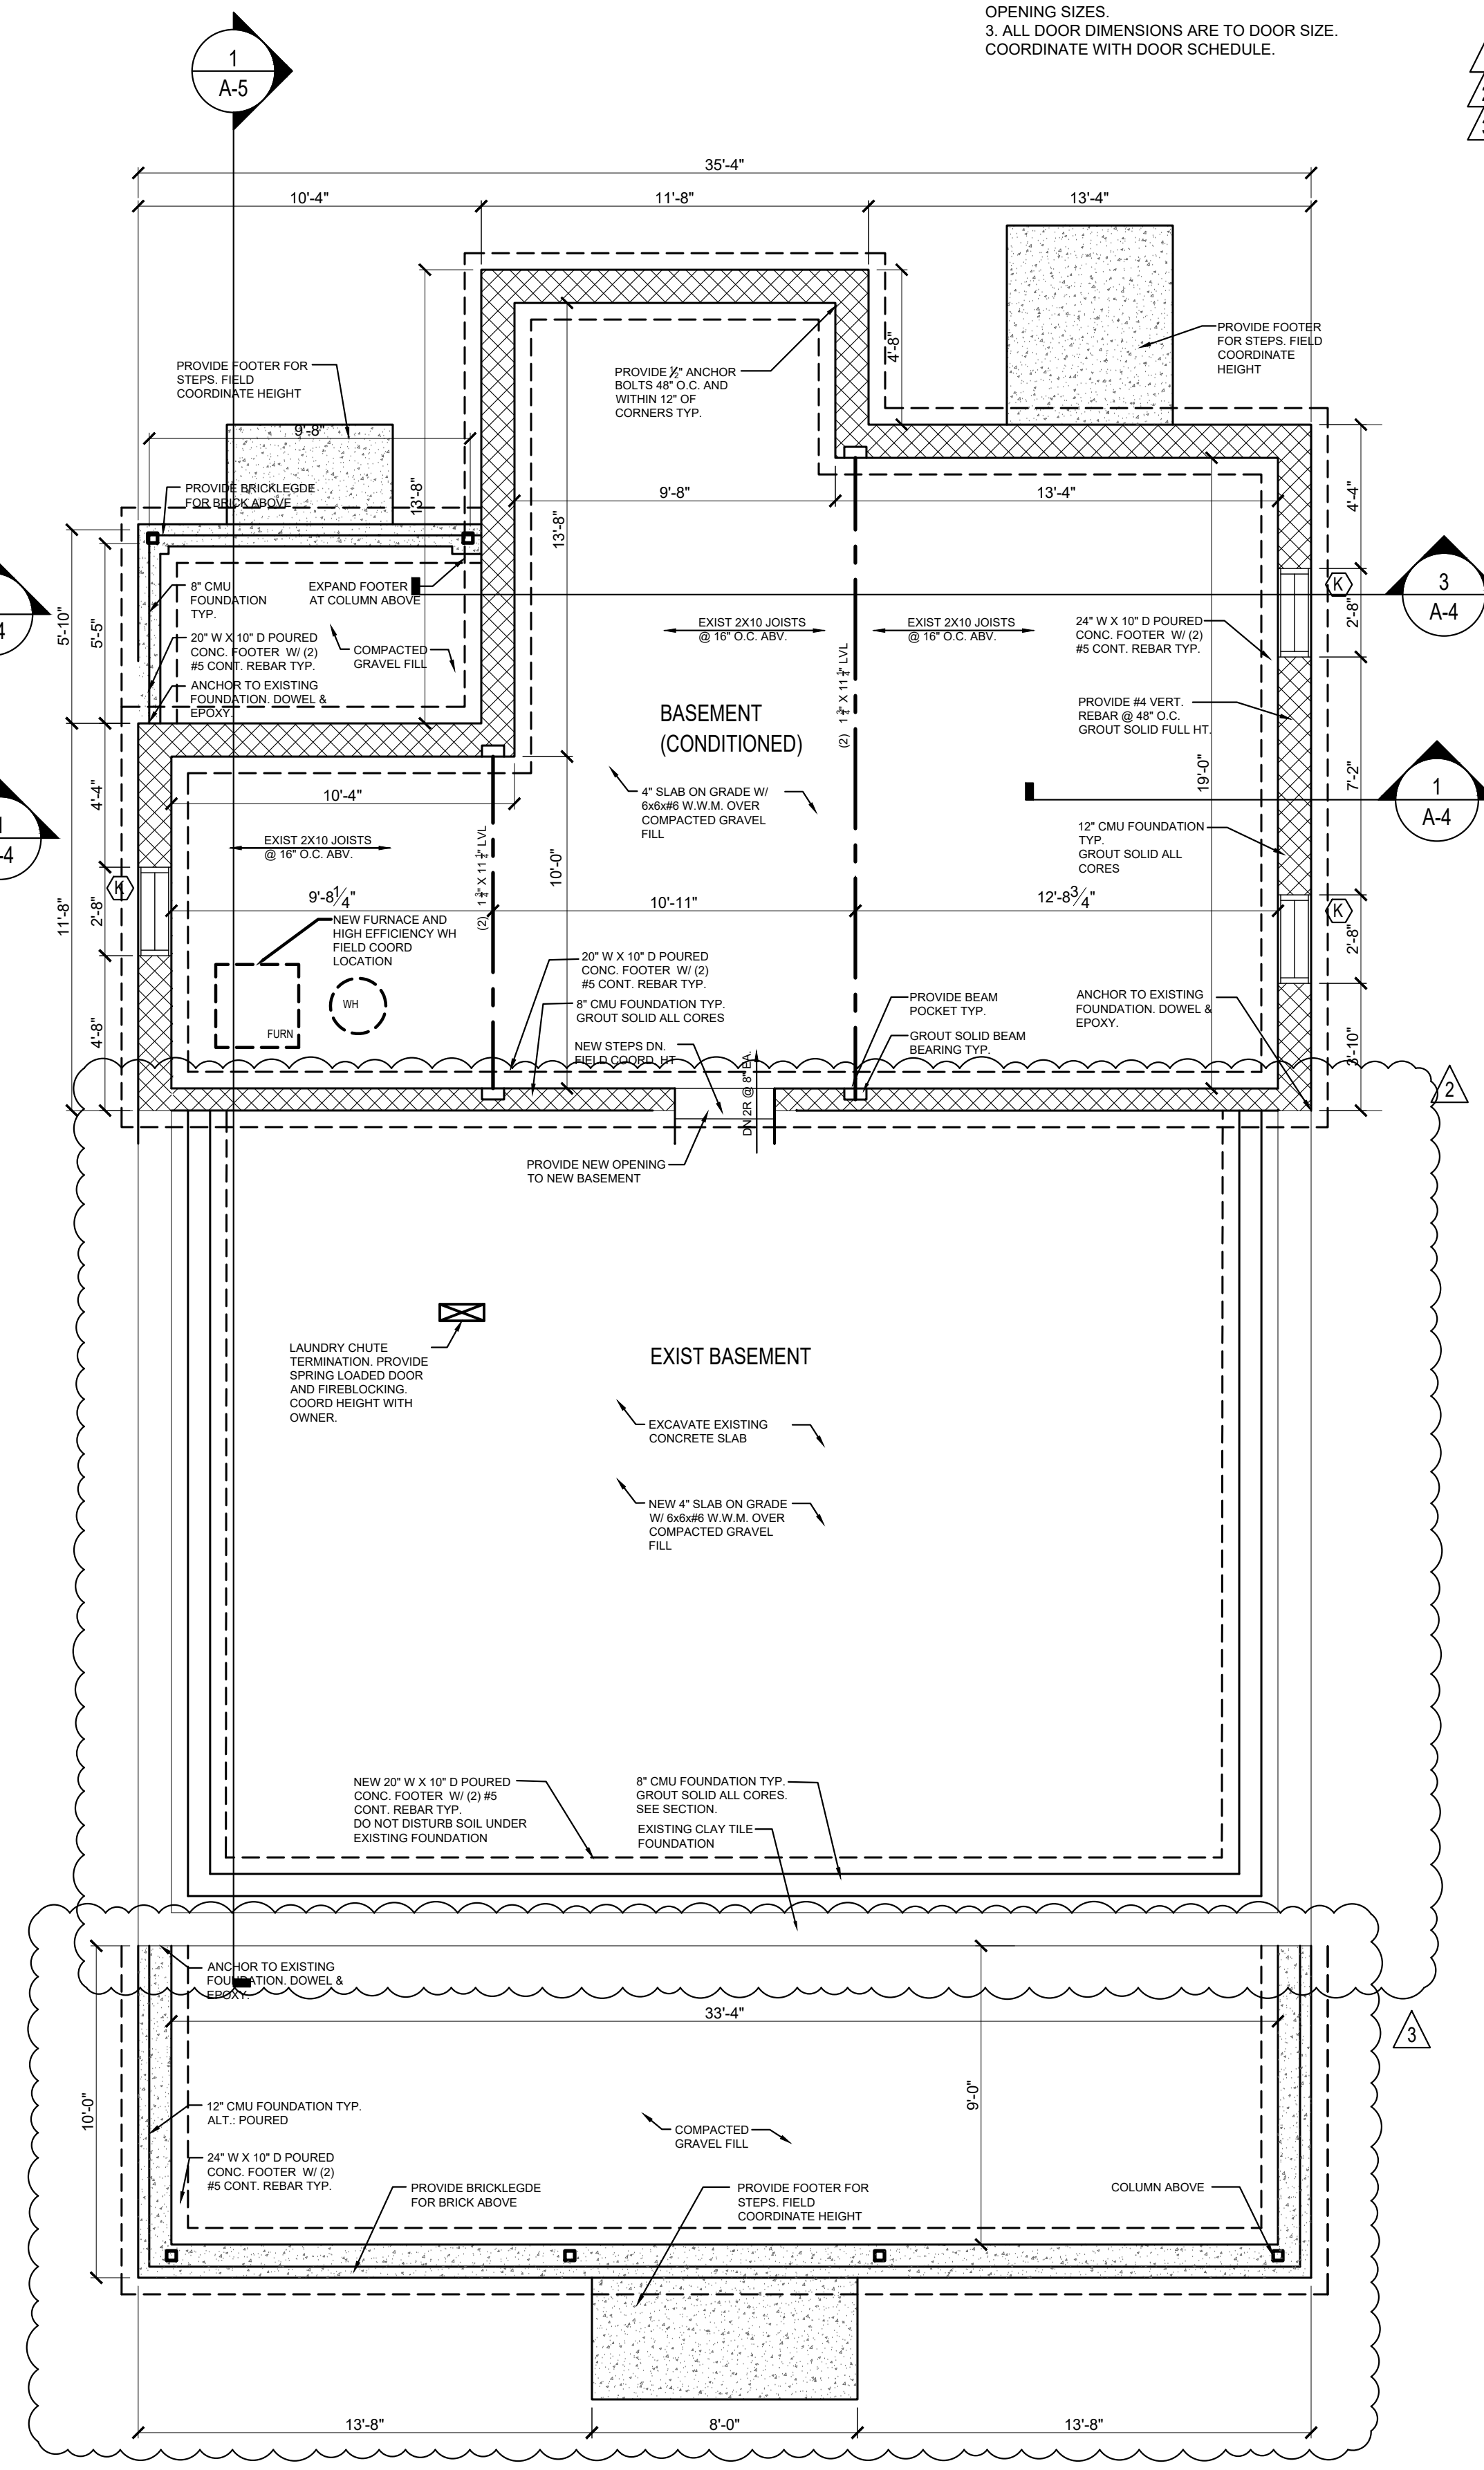 OPENING SIZES.
3. ALL DOOR DIMENSIONS ARE TO DOOR SIZE.
COORDINATE WITH DOOR SCHEDULE.
1
A-5
35'-4"
10'-4"
11'-8"
13'-4"
PROVIDE FOOTER FOR
STEPS. FIELD
COORDINATE HEIGHT
PROVIDE ½" ANCHOR
BOLTS 48" O.C. AND
WITHIN 12" OF
CORNERS TYP.
4'-8"
PROVIDE FOOTER
FOR STEPS. FIELD
COORDINATE
HEIGHT
9'-8"
PROVIDE BRICKLEGDE
FOR BRICK ABOVE
13'-8"
13'-8"
9'-8"
13'-4"
4'-4"
5'-10"
5'-5"
8" CMU
FOUNDATION
TYP.
EXPAND FOOTER
AT COLUMN ABOVE
20" W X 10" D POURED
CONC. FOOTER W/ (2)
#5 CONT. REBAR TYP.
COMPACTED
GRAVEL FILL
ANCHOR TO EXISTING
FOUNDATION. DOWEL &
EPOXY.
EXIST 2X10 JOISTS
@ 16" O.C. ABV.
EXIST 2X10 JOISTS
@ 16" O.C. ABV.
(2) 1 ¾" X 11 ¼" LVL
24" W X 10" D POURED
CONC. FOOTER W/ (2)
#5 CONT. REBAR TYP.
K
2'-8"
3
A-4
BASEMENT
(CONDITIONED)
PROVIDE #4 VERT.
REBAR @ 48" O.C.
GROUT SOLID FULL HT.
19'-0"
7'-2"
1
A-4
4" SLAB ON GRADE W/
6x6x#6 W.W.M. OVER
COMPACTED GRAVEL
FILL
12" CMU FOUNDATION
TYP.
GROUT SOLID ALL
CORES
4'-4"
10'-4"
EXIST 2X10 JOISTS
@ 16" O.C. ABV.
(2) 1 ¾" X 11 ¼" LVL
10'-0"
K
11'-8"
2'-8"
9'-8¼"
10'-11"
12'-8¾"
K
2'-8"
NEW FURNACE AND
HIGH EFFICIENCY WH
FIELD COORD
LOCATION
WH
FURN
4'-8"
20" W X 10" D POURED
CONC. FOOTER W/ (2)
#5 CONT. REBAR TYP.
8" CMU FOUNDATION TYP.
GROUT SOLID ALL CORES
NEW STEPS DN.
FIELD COORD. HT
DN 2R @ 8" EA.
PROVIDE BEAM
POCKET TYP.
GROUT SOLID BEAM
BEARING TYP.
ANCHOR TO EXISTING
FOUNDATION. DOWEL &
EPOXY.
3'-10"
2
PROVIDE NEW OPENING
TO NEW BASEMENT
LAUNDRY CHUTE
TERMINATION. PROVIDE
SPRING LOADED DOOR
AND FIREBLOCKING.
COORD HEIGHT WITH
OWNER.
EXIST BASEMENT
EXCAVATE EXISTING
CONCRETE SLAB
NEW 4" SLAB ON GRADE
W/ 6x6x#6 W.W.M. OVER
COMPACTED GRAVEL
FILL
NEW 20" W X 10" D POURED
CONC. FOOTER W/ (2) #5
CONT. REBAR TYP.
DO NOT DISTURB SOIL UNDER
EXISTING FOUNDATION
8" CMU FOUNDATION TYP.
GROUT SOLID ALL CORES.
SEE SECTION.
EXISTING CLAY TILE
FOUNDATION
ANCHOR TO EXISTING
FOUNDATION. DOWEL &
EPOXY.
33'-4"
3
10'-0"
9'-0"
12" CMU FOUNDATION TYP.
ALT.: POURED
COMPACTED
GRAVEL FILL
24" W X 10" D POURED
CONC. FOOTER W/ (2)
#5 CONT. REBAR TYP.
PROVIDE BRICKLEGDE
FOR BRICK ABOVE
PROVIDE FOOTER FOR
STEPS. FIELD
COORDINATE HEIGHT
COLUMN ABOVE
13'-8"
8'-0"
13'-8"